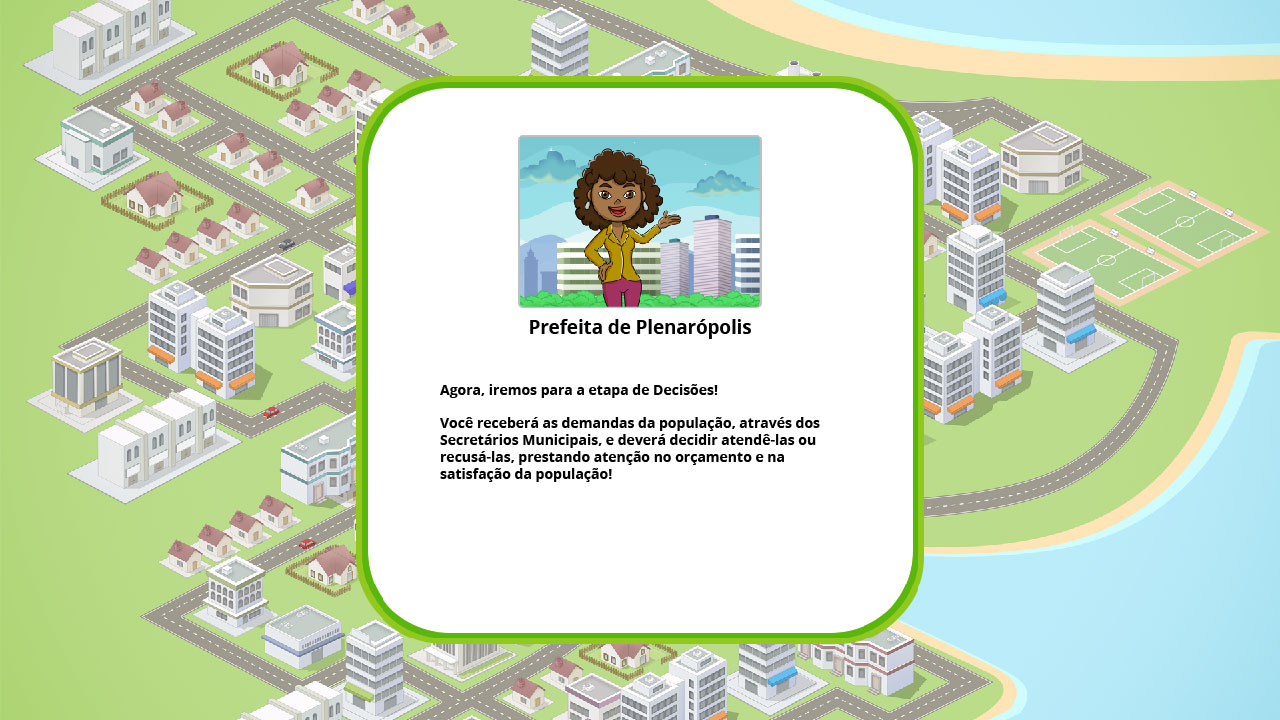 Prefeita de Plenarópolis
Agora, iremos para a etapa de Decisões!
Você receberá as demandas da população, através dos
Secretários Municipais, e deverá decidir atendê-las ou
recusá-las, prestando atenção no orçamento e na
satisfação da população!